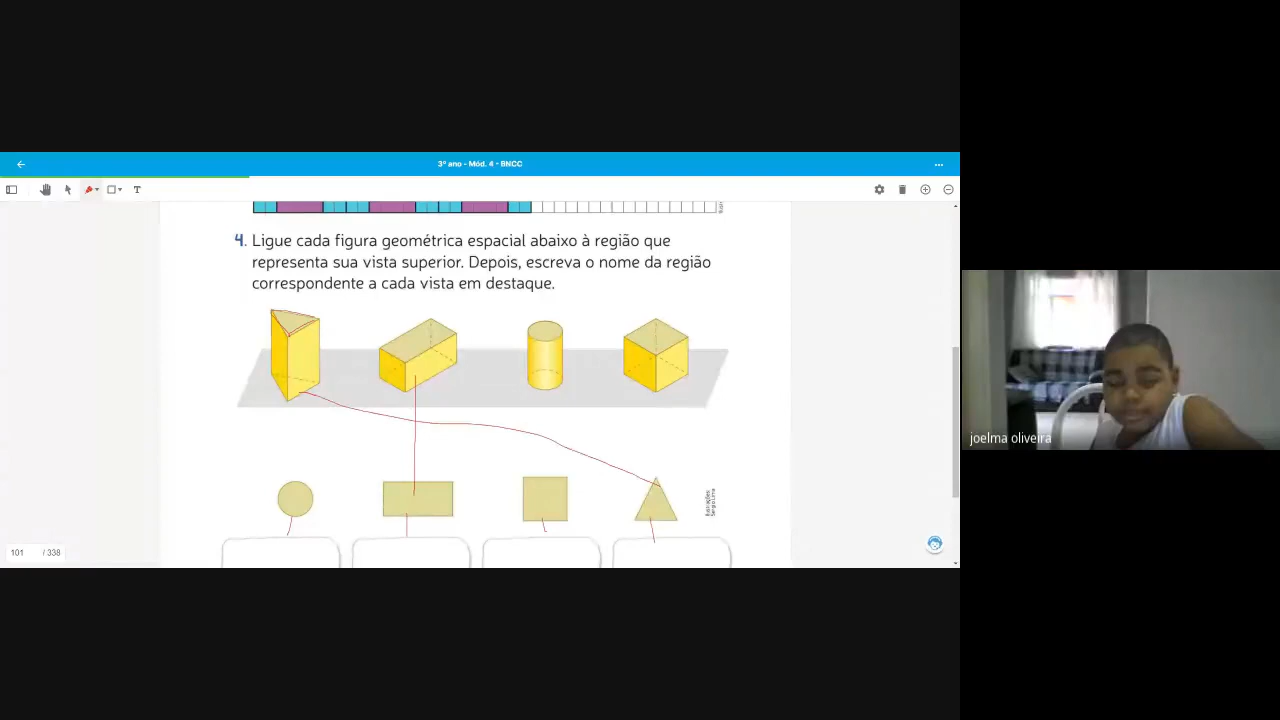 3º ano - Mód. 4 - BNCC
4. Ligue cada figura geométrica espacial abaixo à região que
representa sua vista superior. Depois, escreva o nome da região
correspondente a cada vista em destaque.
joelma oliveira
Ilustrações
101 / 338